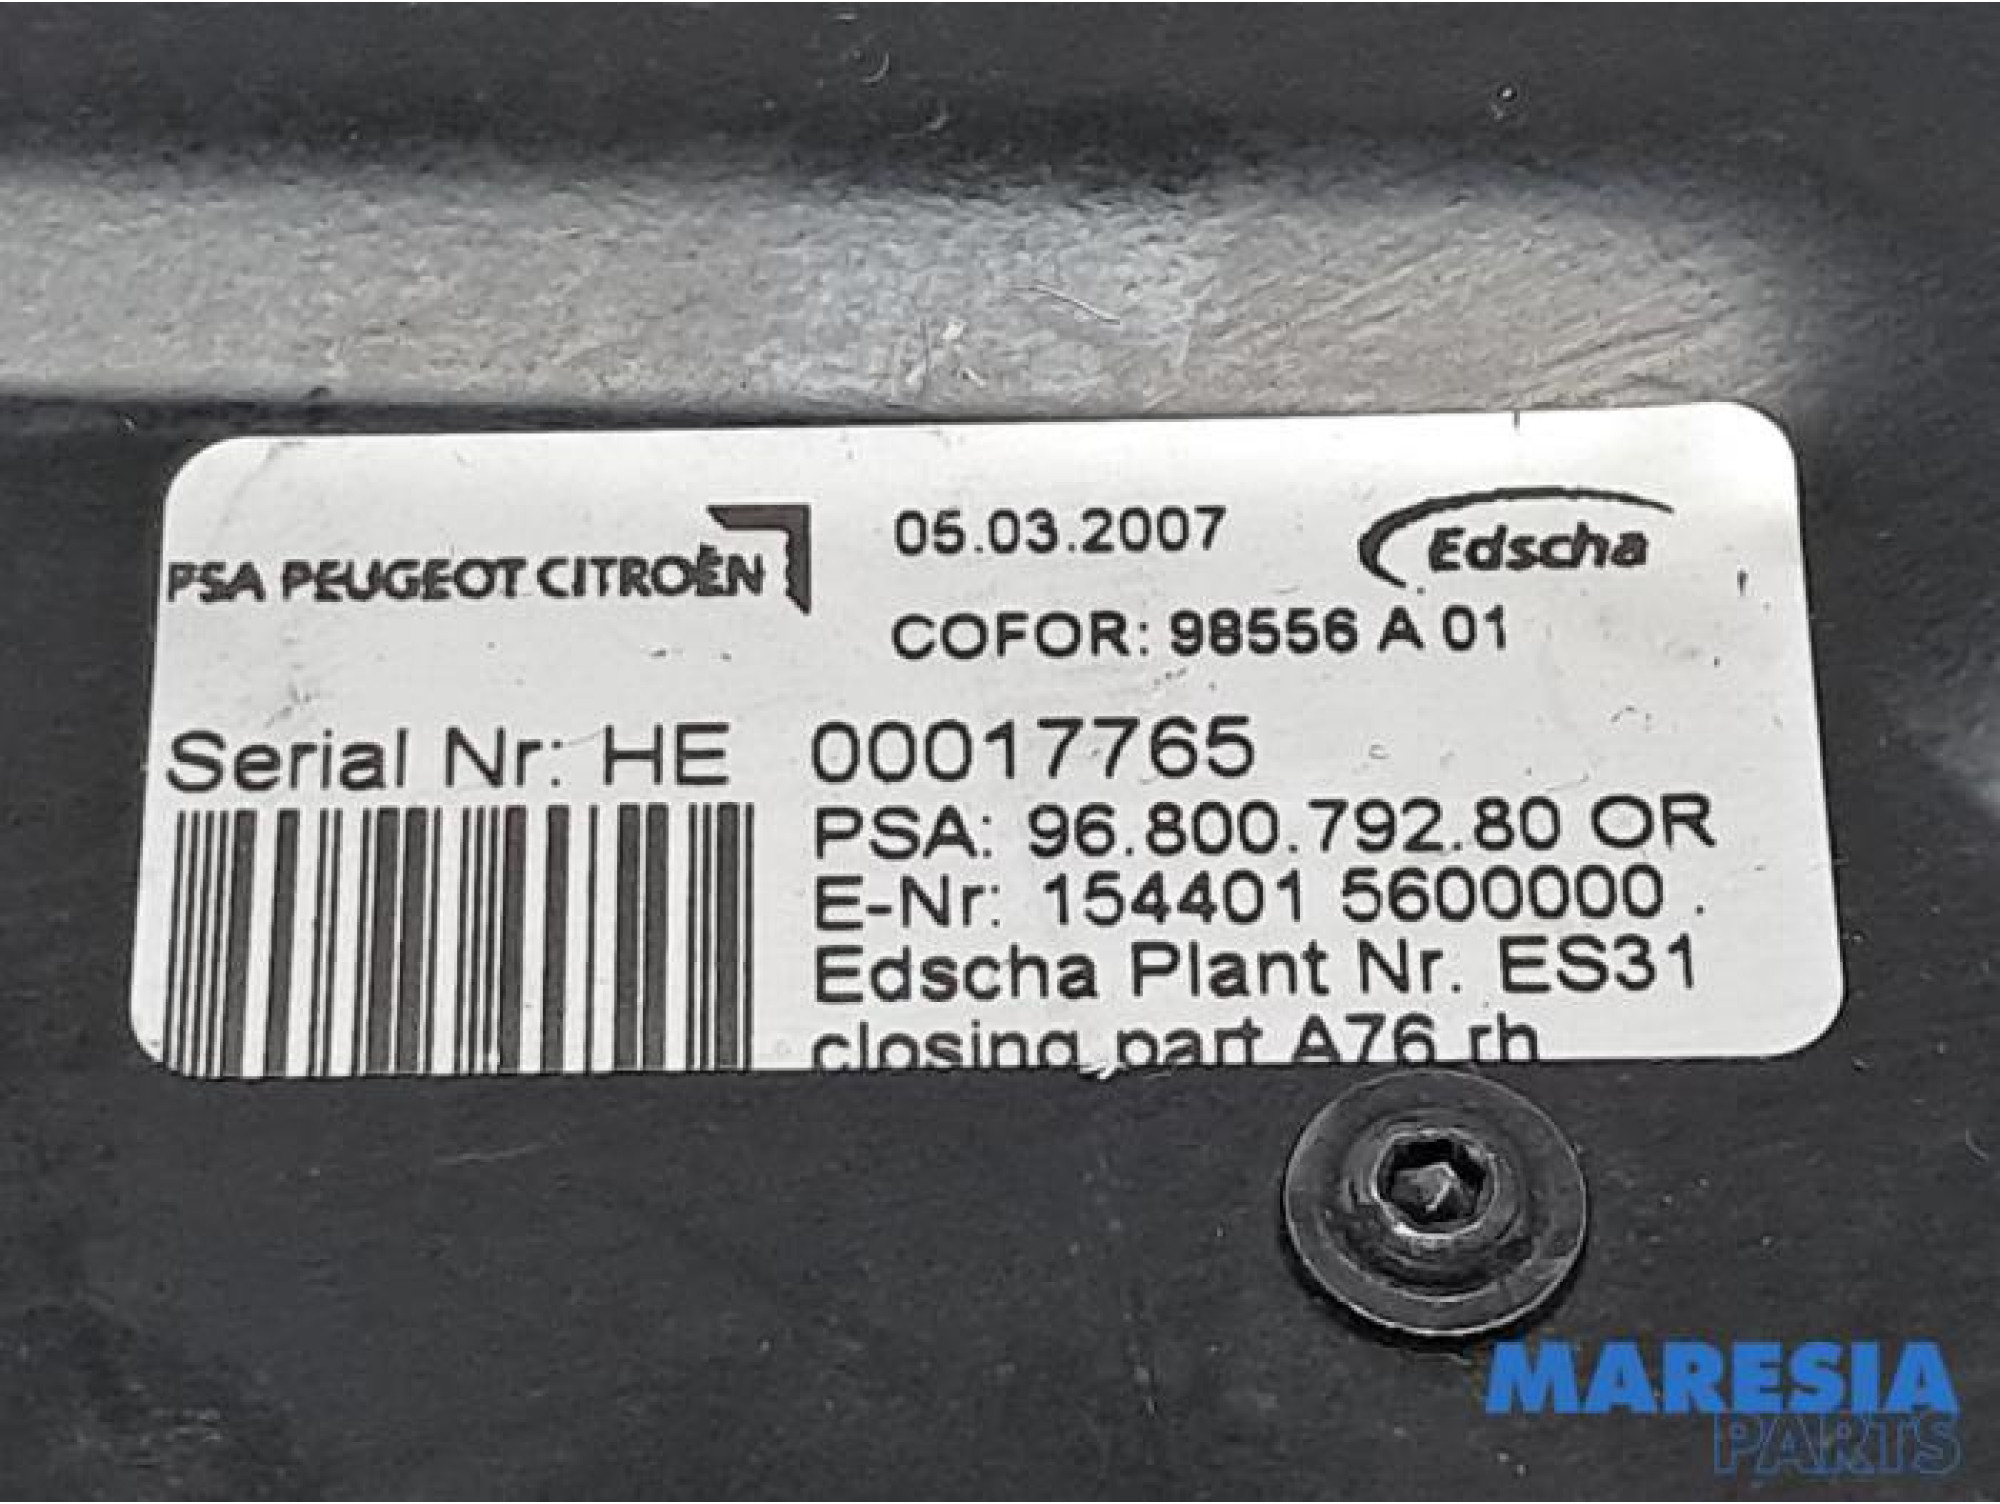 PSA PEUGEOT CITROËN
05.03.2007
Edscha
COFOR: 98556 A 01
Serial Nr: HE 00017765
PSA: 96.800.792.80 OR
E-Nr: 154401 5600000 .
Edscha Plant Nr. ES31
closing part A76 rh
MARESIA
PARTS